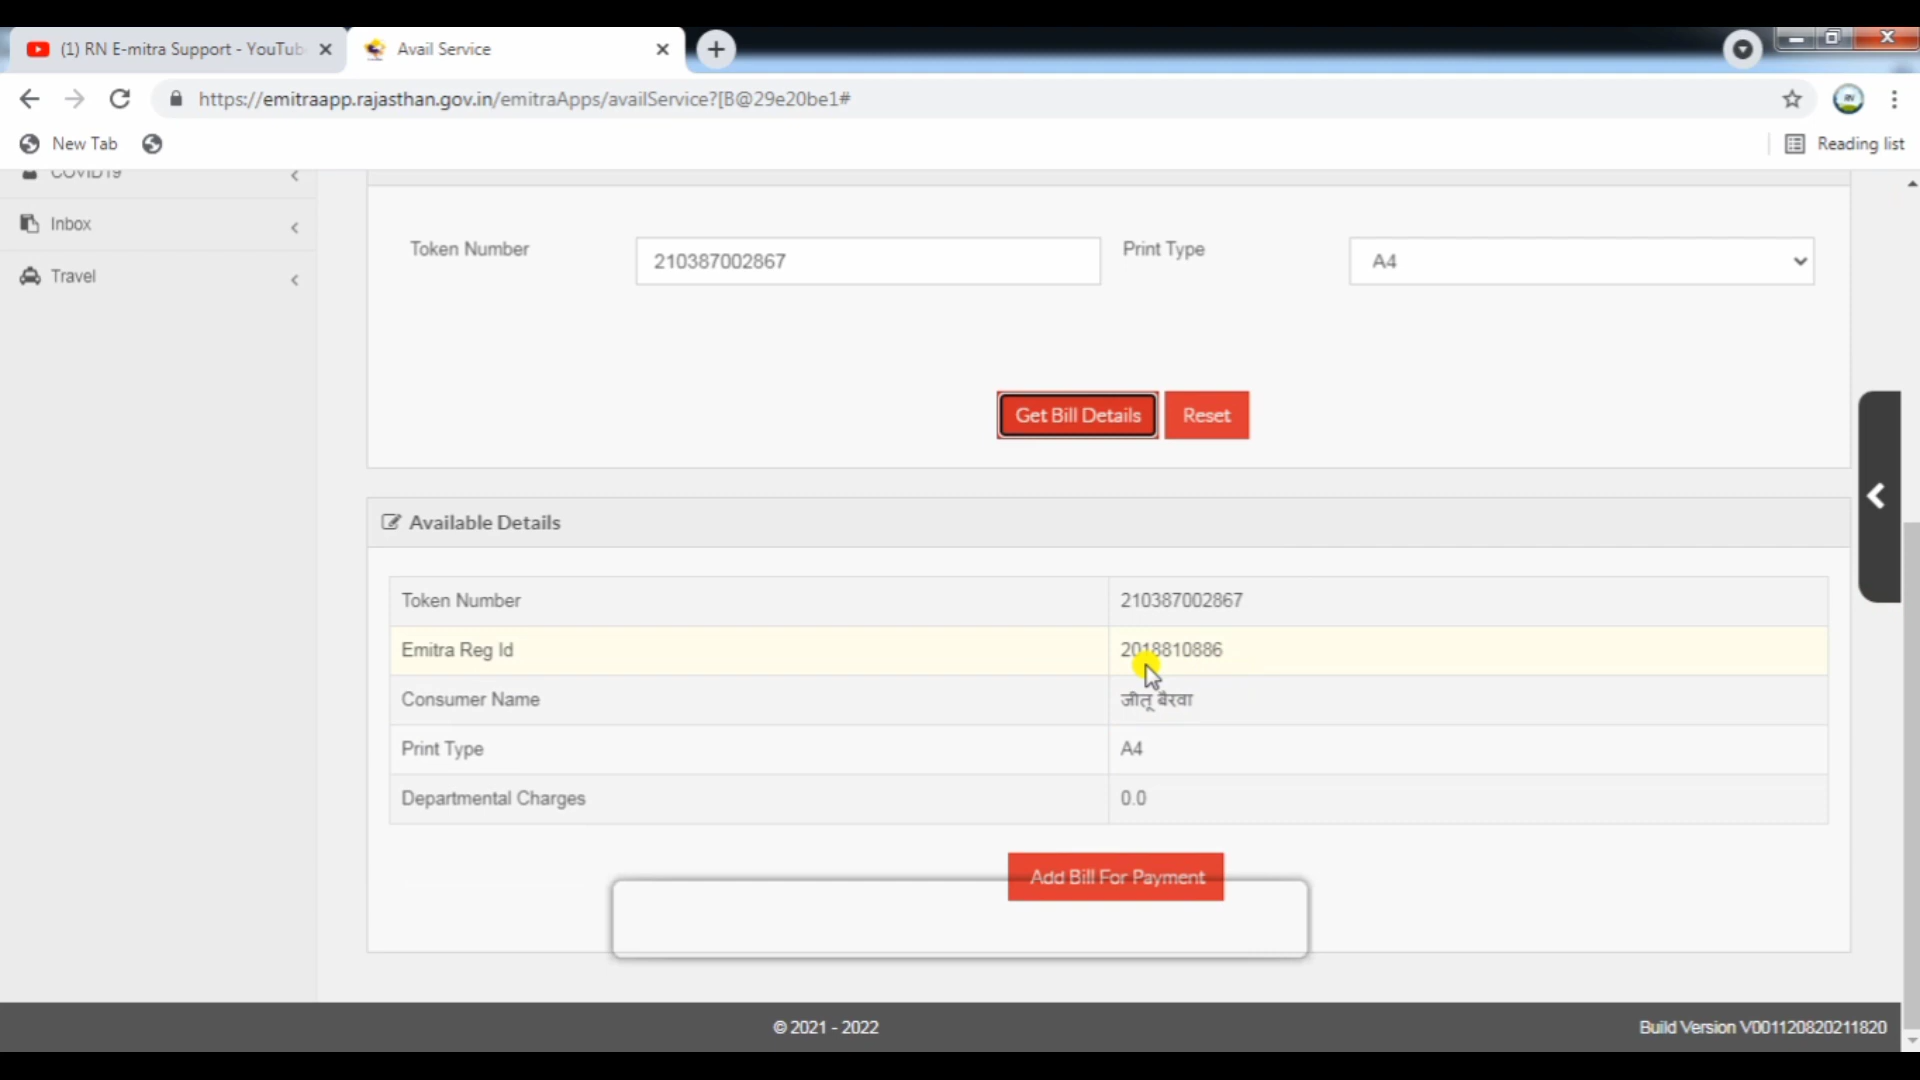 (1) RN E-mitra Support - YouTub
Avail Service
https://emitraapp.rajasthan.gov.in/emitraApps/availService?[B@29e20be1#
New Tab
Reading list
COVID19
Inbox
Travel
Token Number
210387002867
Print Type
A4
Get Bill Details
Reset
Available Details
Token Number
210387002867
Emitra Reg Id
2018810886
Consumer Name
जीतू बैरवा
Print Type
A4
Departmental Charges
0.0
Add Bill For Payment
© 2021 - 2022
Build Version V001120820211820